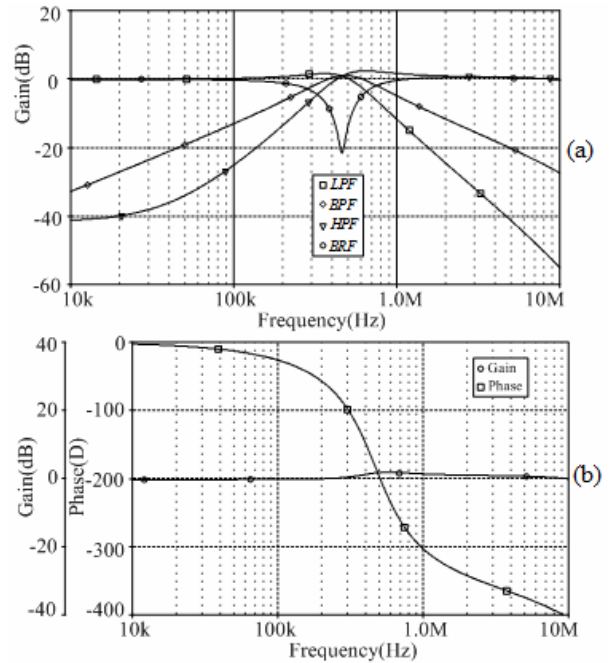 20
0
-20
-40
-60
Gain(dB)
(a)
LPF
BPF
HPF
BRF
10k
100k
1.0M
10M
Frequency(Hz)
40
20
0
-20
-40
Gain(dB)
0
-100
-200
-300
-400
Phase(D)
Gain
Phase
(b)
10k
100k
1.0M
10M
Frequency(Hz)